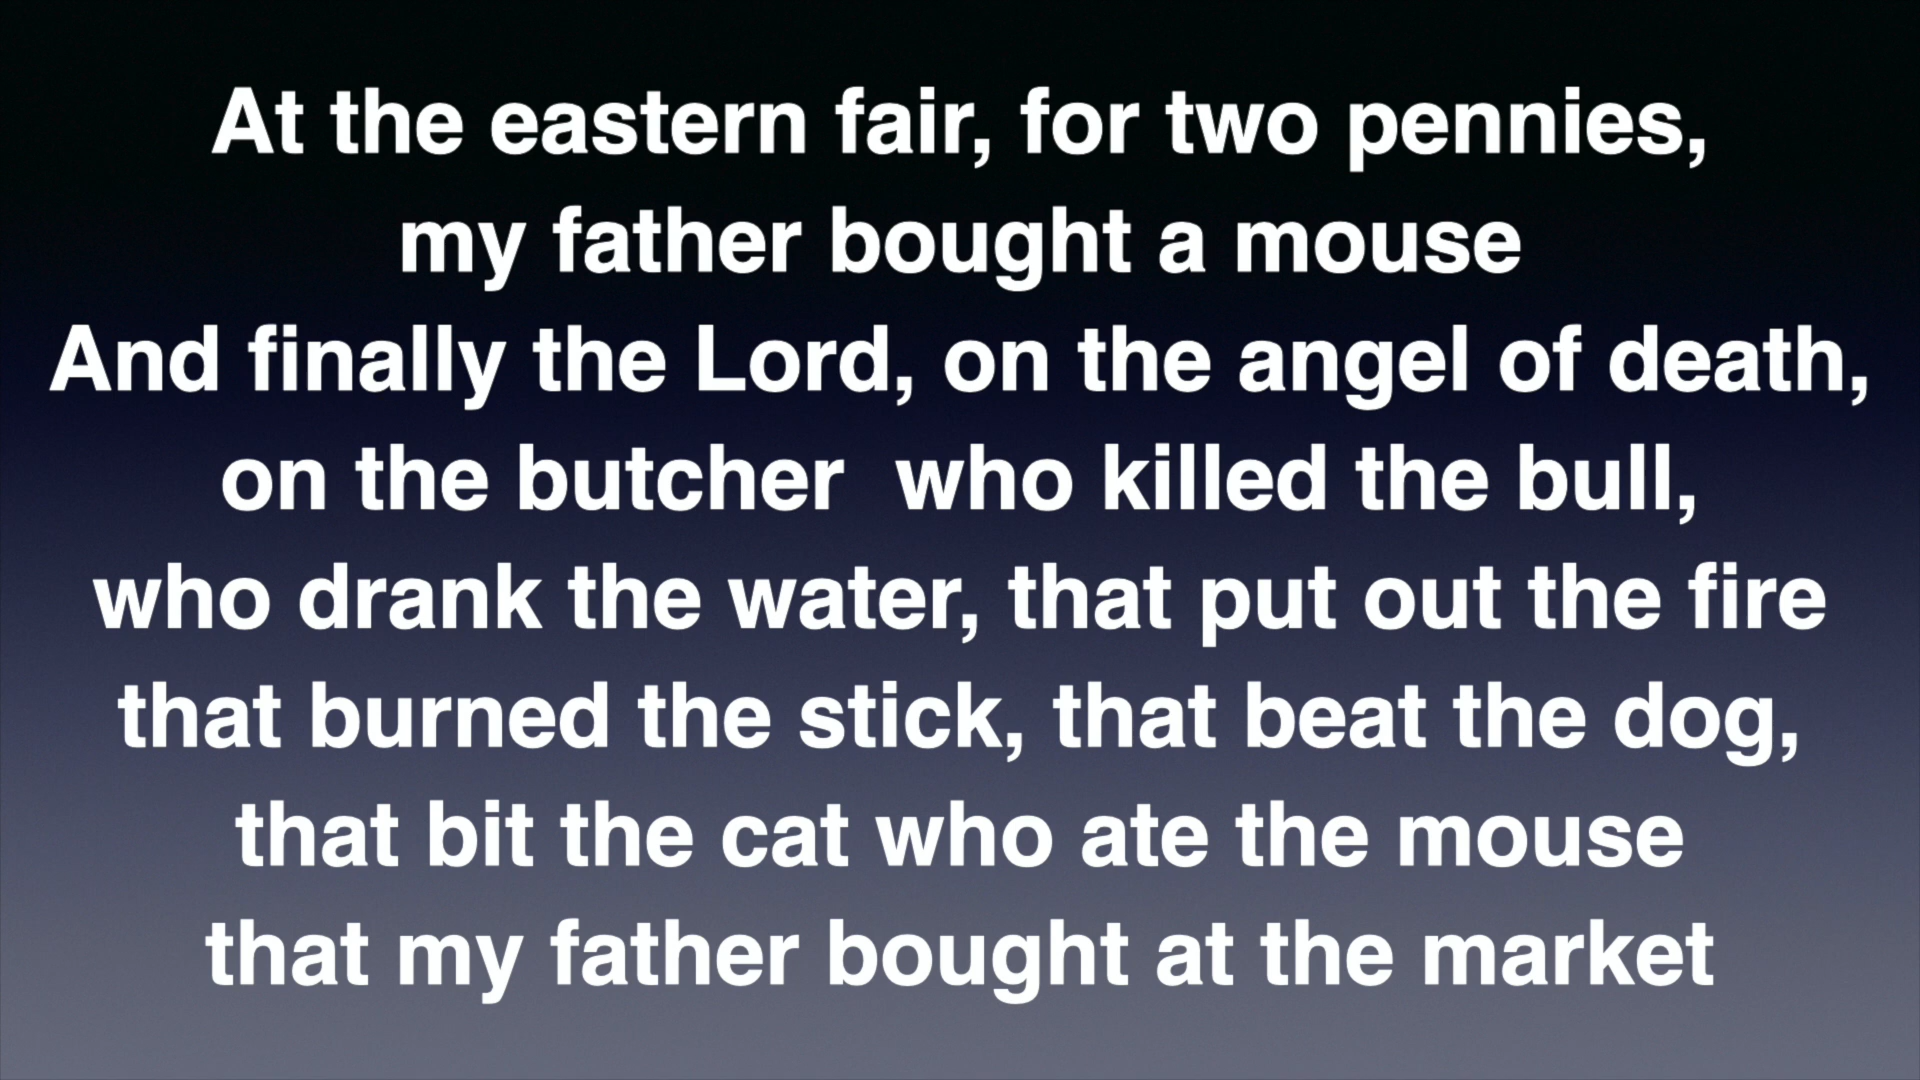 At the eastern fair, for two pennies,
my father bought a mouse
And finally the Lord, on the angel of death,
on the butcher  who killed the bull,
who drank the water, that put out the fire
that burned the stick, that beat the dog,
that bit the cat who ate the mouse
that my father bought at the market